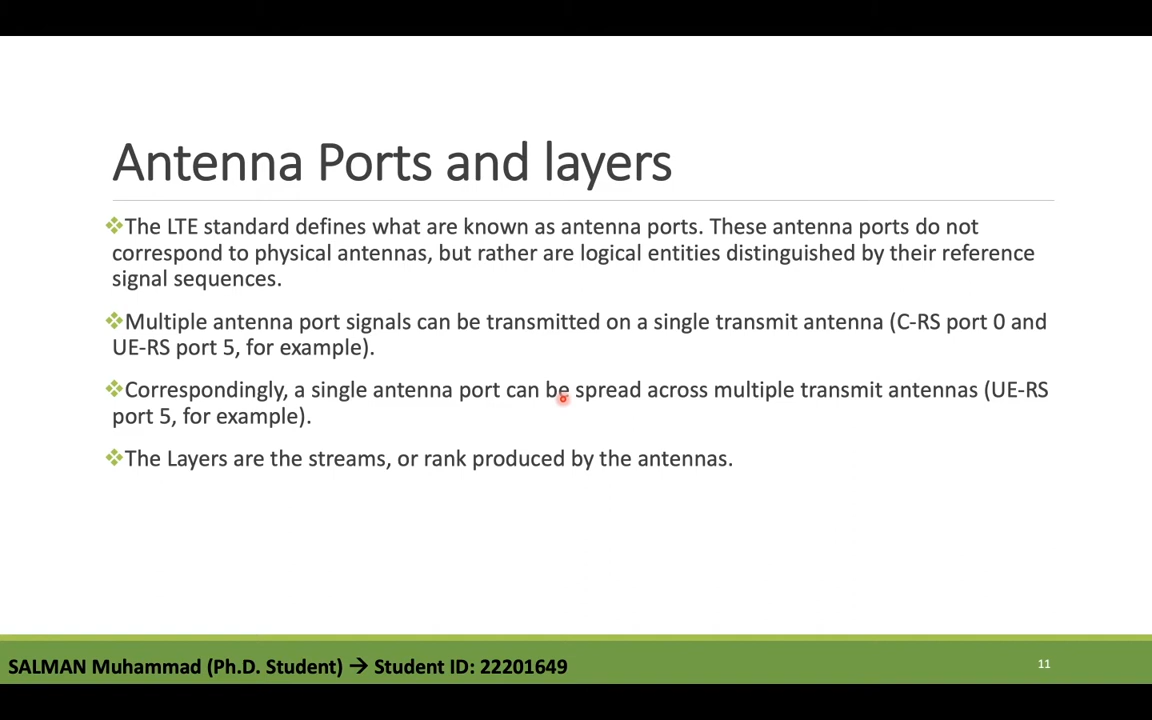 Antenna Ports and layers
❖The LTE standard defines what are known as antenna ports. These antenna ports do not
correspond to physical antennas, but rather are logical entities distinguished by their reference
signal sequences.
❖Multiple antenna port signals can be transmitted on a single transmit antenna (C-RS port 0 and
UE-RS port 5, for example).
❖Correspondingly, a single antenna port can be spread across multiple transmit antennas (UE-RS
port 5, for example).
❖The Layers are the streams, or rank produced by the antennas.
SALMAN Muhammad (Ph.D. Student) → Student ID: 22201649
11